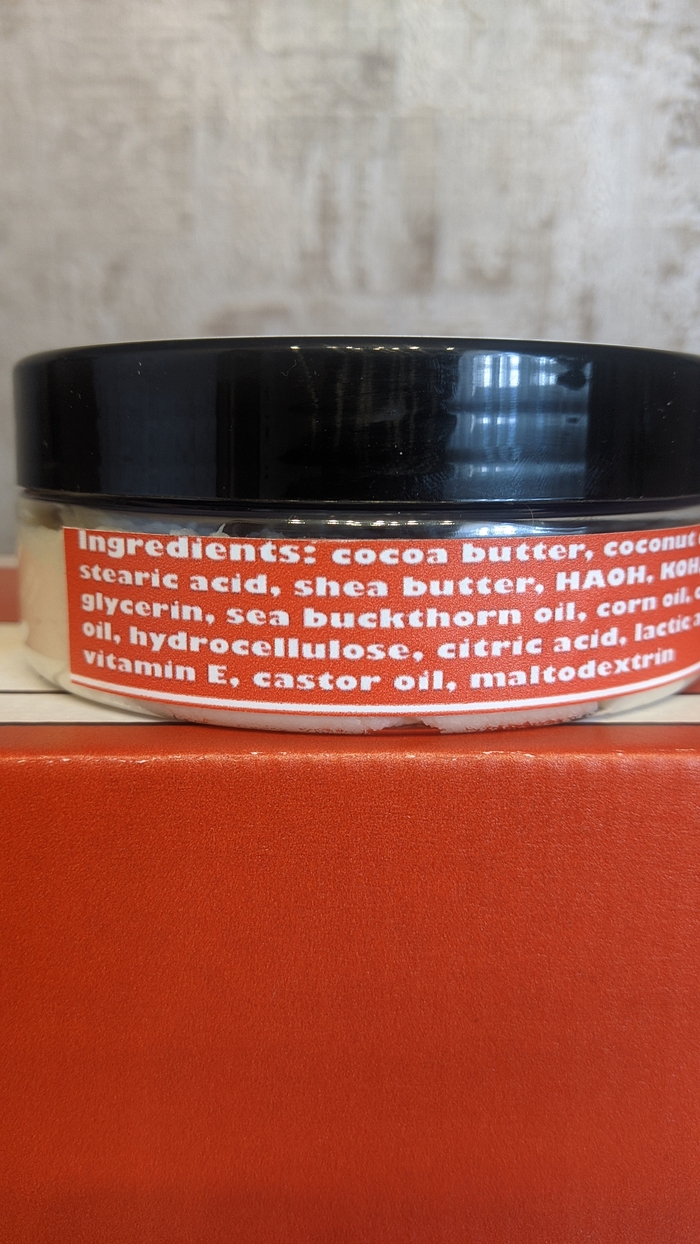 Ingredients: cocoa butter, coconut
stearic acid, shea butter, HAOH, KOH,
glycerin, sea buckthorn oil, corn oil,
oil, hydrocellulose, citric acid, lactic
vitamin E, castor oil, maltodextrin